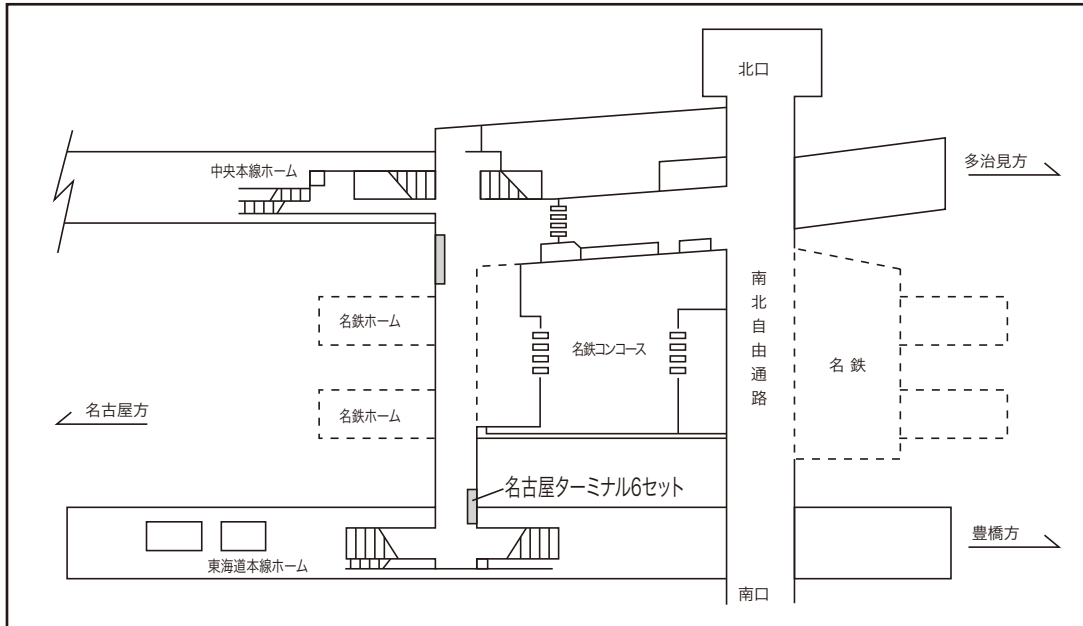 北口
中央本線ホーム
多治見方
南北自由通路
名鉄ホーム
名鉄コンコース
名鉄
名古屋方
名鉄ホーム
名古屋ターミナル6セット
豊橋方
東海道本線ホーム
南口